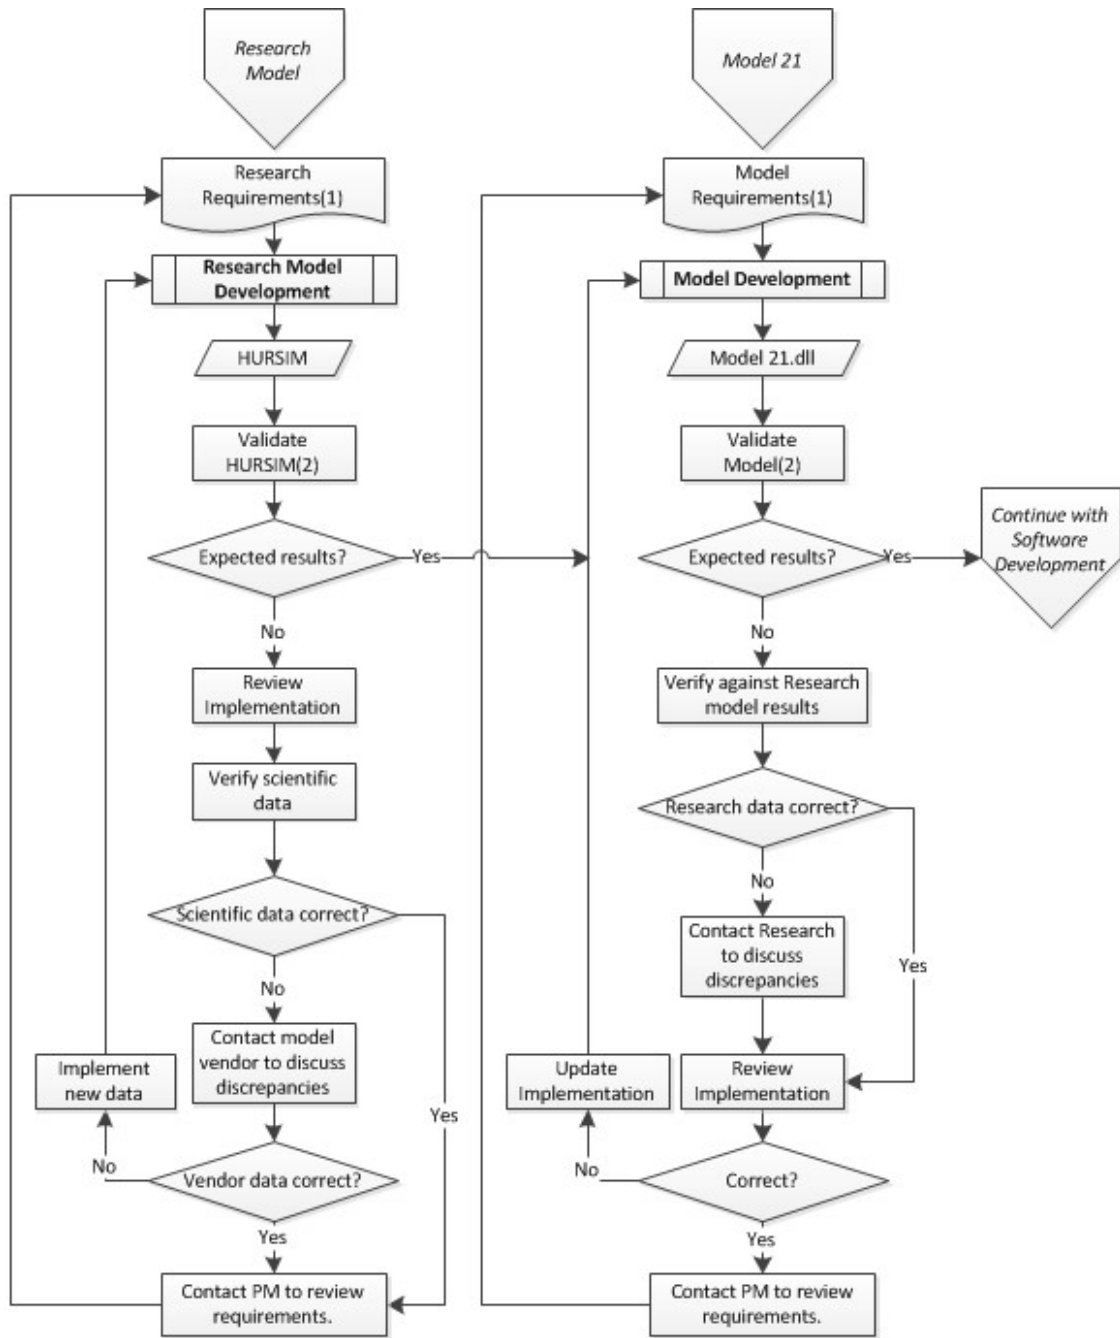 Research
Model
Research
Requirements(1)
Research Model
Development
HURSIM
Validate
HURSIM(2)
Expected results?
Yes
No
Review
Implementation
Verify scientific
data
Scientific data correct?
No
Yes
Contact model
vendor to discuss
discrepancies
Implement
new data
No
Vendor data correct?
Yes
Contact PM to review
requirements.
Model 21
Model
Requirements(1)
Model Development
Model 21.dll
Validate
Model(2)
Expected results?
Yes
Continue with
Software
Development
No
Verify against Research
model results
Research data correct?
No
Yes
Contact Research
to discuss
discrepancies
Update
Implementation
Review
Implementation
No
Correct?
Yes
Contact PM to review
requirements.